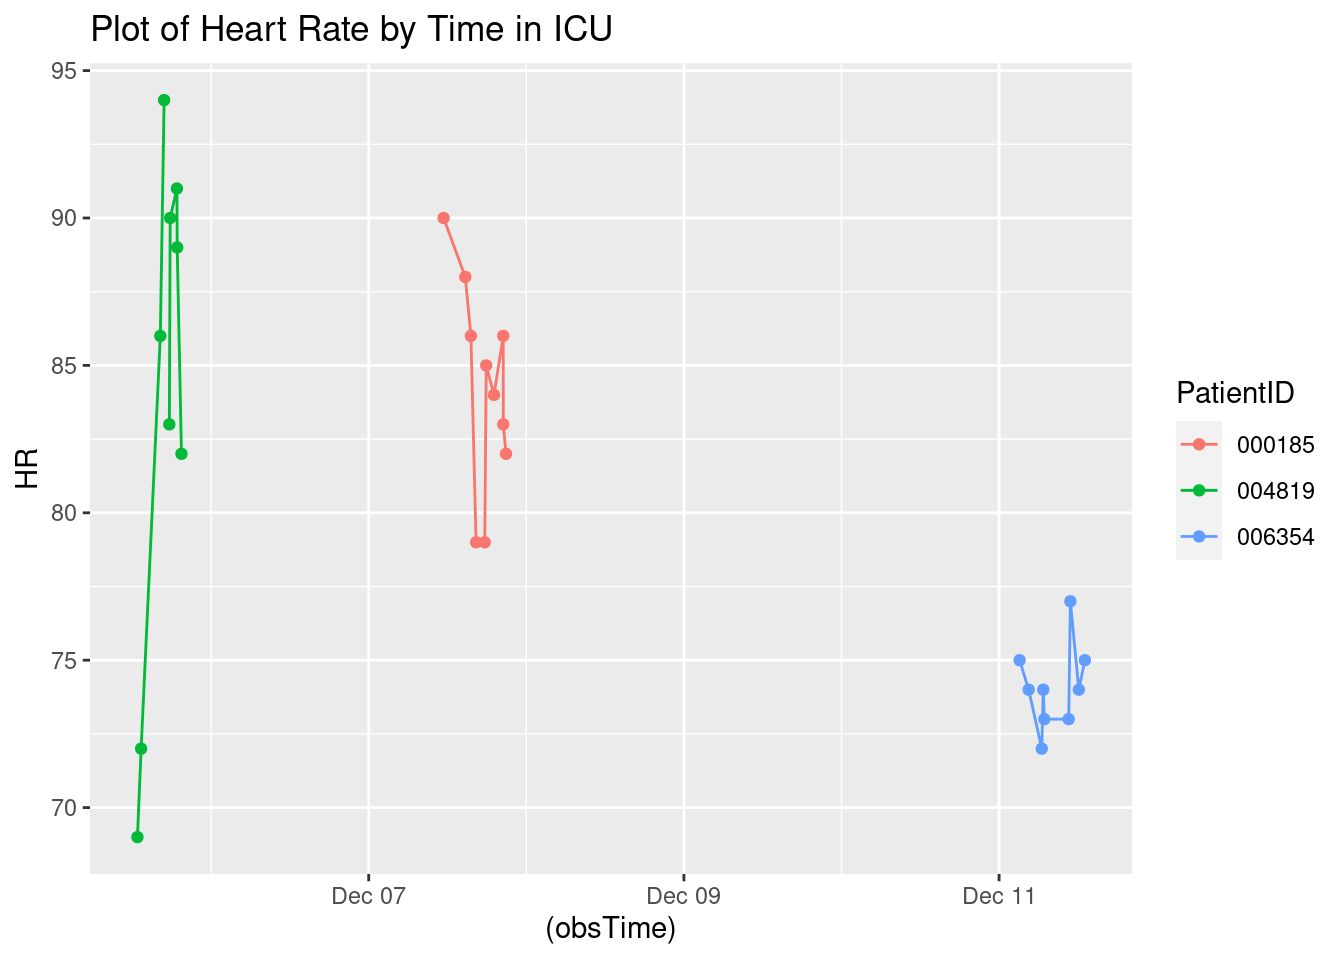 Plot of Heart Rate by Time in ICU
95
90
85
80
75
70
HR
Dec 07
Dec 09
Dec 11
(obsTime)
PatientID
000185
004819
006354